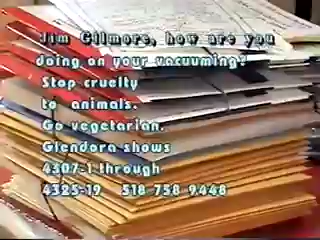 Jim Gilmore, how are you
doing on your vacuuming?
Stop cruelty
to animals.
Go vegetarian.
Glendora shows
4307-1 through
4325-19 518 758 9448